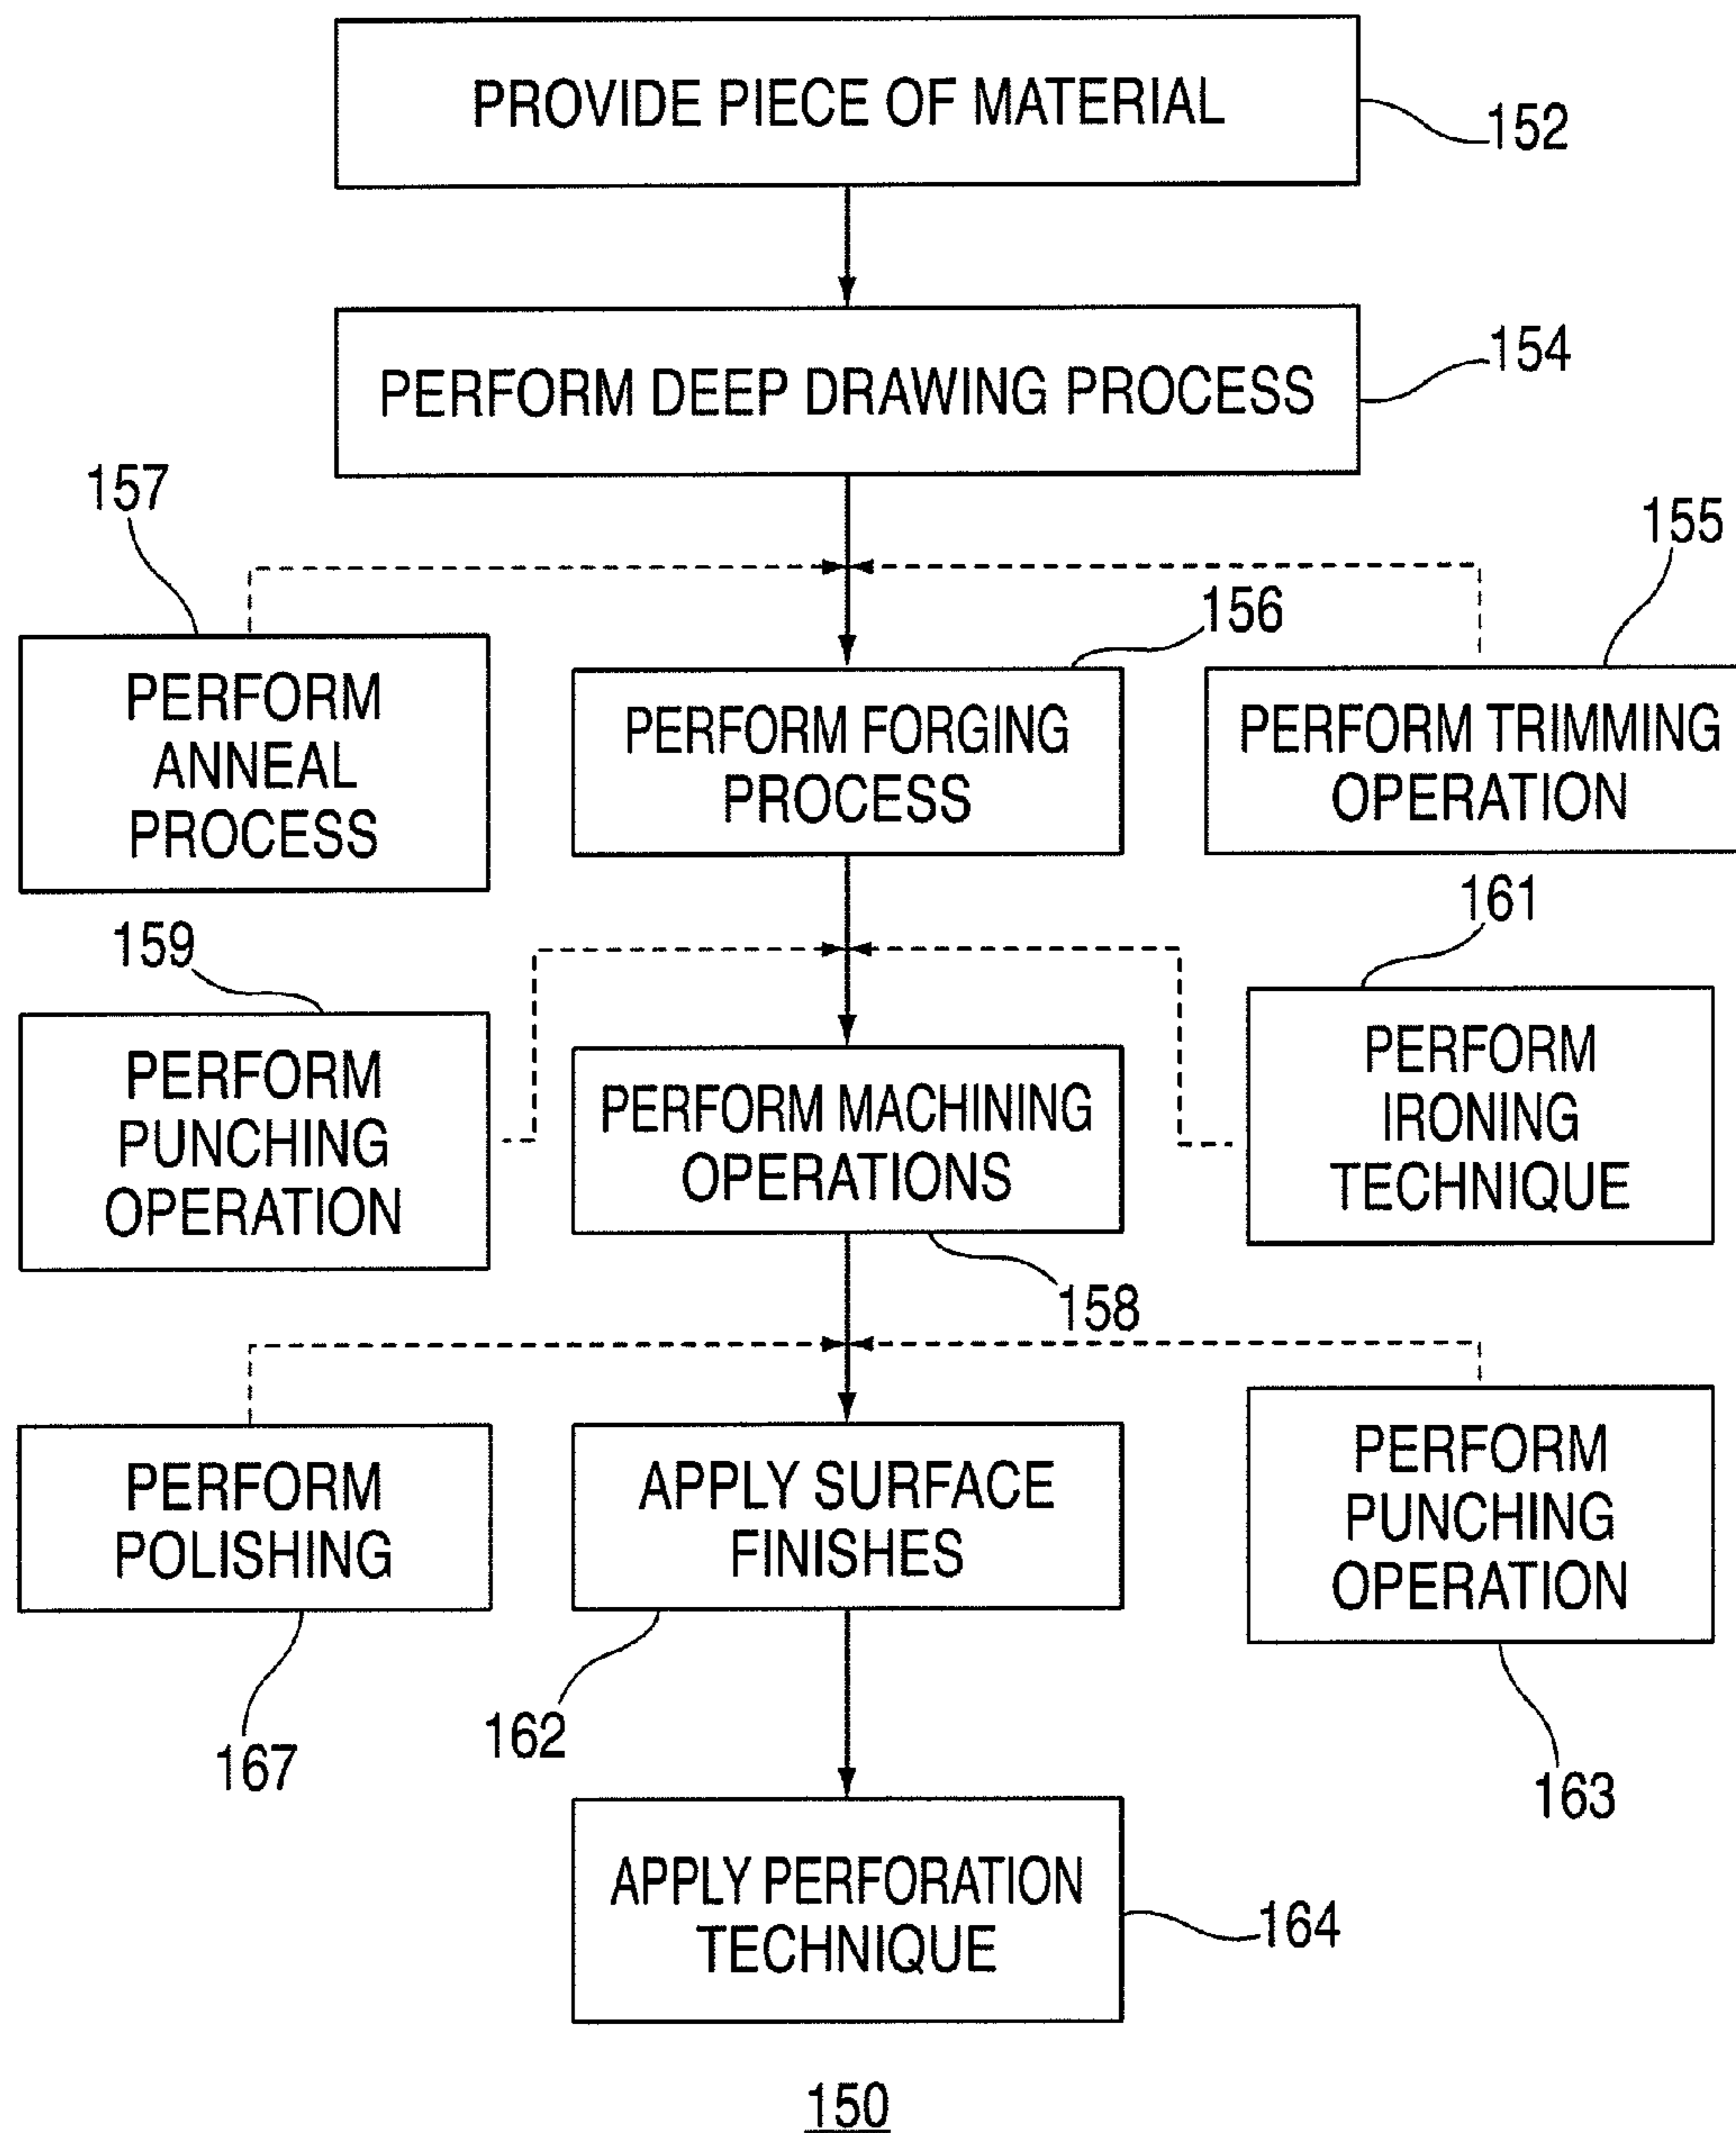 PROVIDE PIECE OF MATERIAL
152
PERFORM DEEP DRAWING PROCESS
154
157
155
156
PERFORM
ANNEAL
PROCESS
PERFORM FORGING
PROCESS
PERFORM TRIMMING
OPERATION
159
161
PERFORM
PUNCHING
OPERATION
PERFORM MACHINING
OPERATIONS
PERFORM
IRONING
TECHNIQUE
158
PERFORM
POLISHING
APPLY SURFACE
FINISHES
PERFORM
PUNCHING
OPERATION
167
162
163
APPLY PERFORATION
TECHNIQUE
164
150